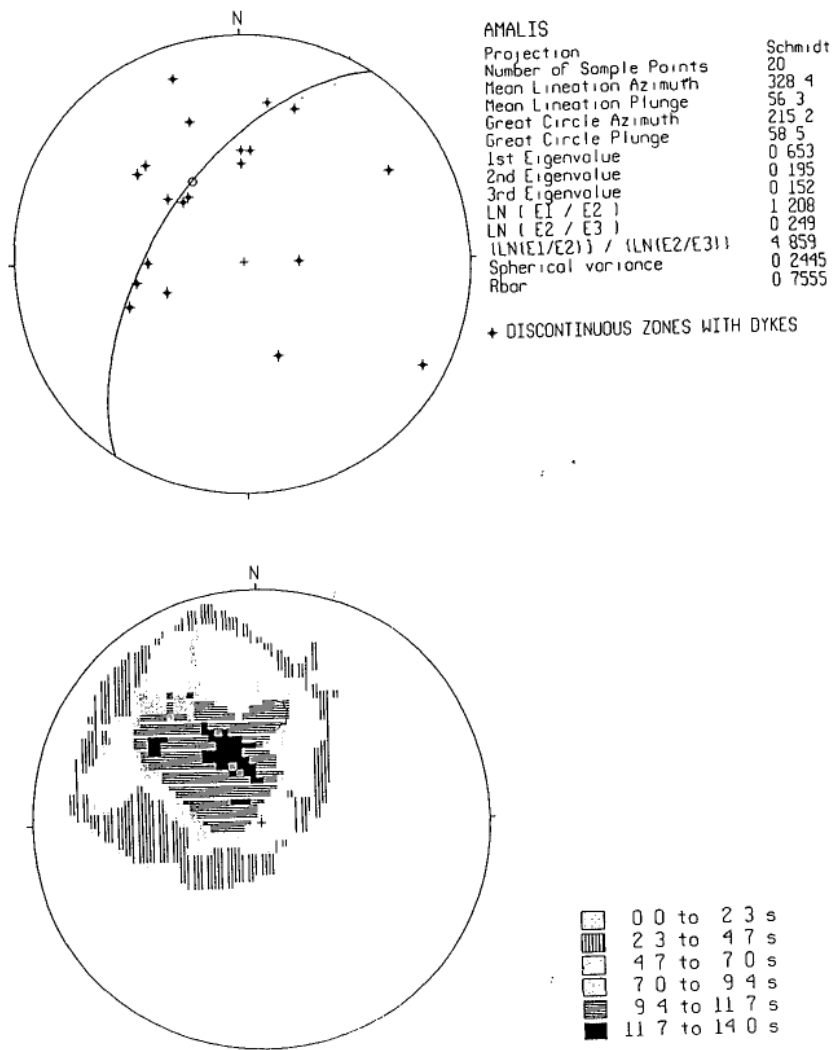 N
AMALIS
Projection Schmidt
Number of Sample Points 20
Mean Lineation Azimuth 328 4
Mean Lineation Plunge 56 3
Great Circle Azimuth 215 2
Great Circle Plunge 58 5
1st Eigenvalue 0 653
2nd Eigenvalue 0 195
3rd Eigenvalue 0 152
LN ( E1 / E2 ) 1 208
LN ( E2 / E3 ) 0 249
(LN(E1/E2)) / (LN(E2/E3)) 4 859
Spherical variance 0 2445
Rbar 0 7555
DISCONTINUOUS ZONES WITH DYKES
N
0 0 to 2 3 s
2 3 to 4 7 s
4 7 to 7 0 s
7 0 to 9 4 s
9 4 to 11 7 s
11 7 to 14 0 s